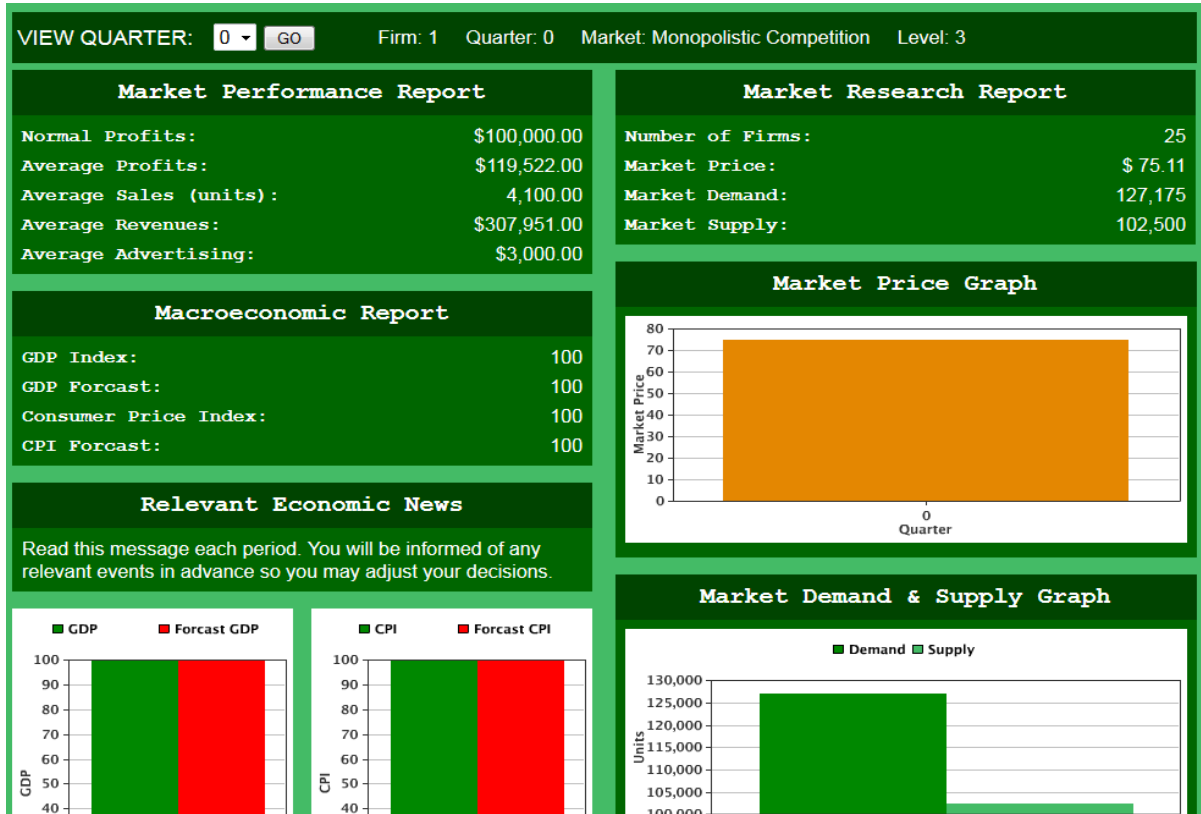 VIEW QUARTER: 0 GO Firm: 1 Quarter: 0 Market: Monopolistic Competition Level: 3
Market Performance Report
Normal Profits: $100,000.00
Average Profits: $119,522.00
Average Sales (units): 4,100.00
Average Revenues: $307,951.00
Average Advertising: $3,000.00
Macroeconomic Report
GDP Index: 100
GDP Forcast: 100
Consumer Price Index: 100
CPI Forcast: 100
Relevant Economic News
Read this message each period. You will be informed of any
relevant events in advance so you may adjust your decisions.
GDP Forcast GDP
100
90
80
70
60
50
40
GDP
CPI Forcast CPI
100
90
80
70
60
50
40
CPI
Market Research Report
Number of Firms: 25
Market Price: $ 75.11
Market Demand: 127,175
Market Supply: 102,500
Market Price Graph
80
70
60
50
40
30
20
10
0
Market Price
0
Quarter
Market Demand & Supply Graph
Demand Supply
130,000
125,000
120,000
115,000
110,000
105,000
100,000
Units